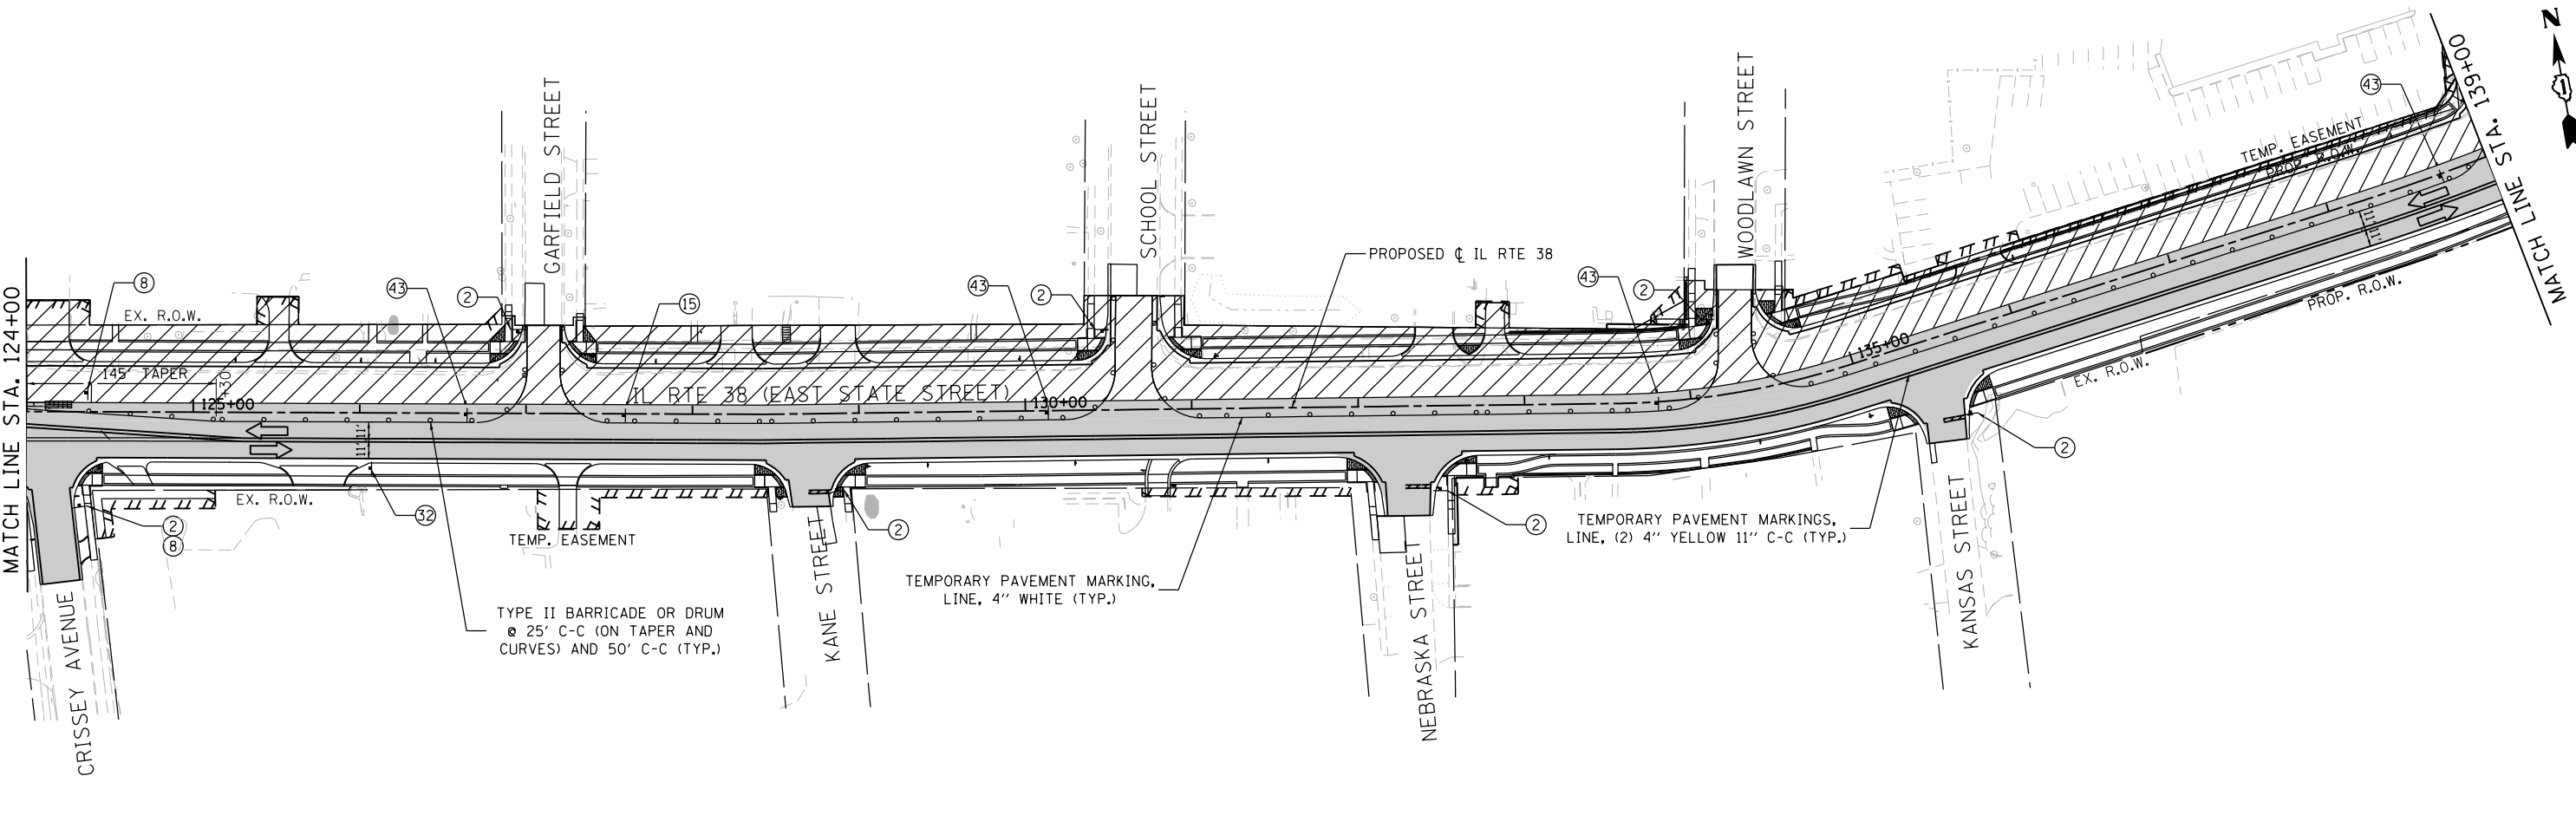 MATCH LINE STA. 124+00
EX. R.O.W.
8
145' TAPER
+30
125+00
43
2
GARFIELD STREET
15
IL RTE 38 (EAST STATE STREET)
43
2
130+00
SCHOOL STREET
PROPOSED ℄ IL RTE 38
43
2
WOODLAWN STREET
135+00
TEMP. EASEMENT
PROP. R.O.W.
43
MATCH LINE STA. 139+00
N
11' 11'
11' 11'
PROP. R.O.W.
EX. R.O.W.
2
KANSAS STREET
TEMPORARY PAVEMENT MARKINGS,
LINE, (2) 4" YELLOW 11" C-C (TYP.)
2
NEBRASKA STREET
TEMPORARY PAVEMENT MARKING,
LINE, 4" WHITE (TYP.)
2
KANE STREET
TEMP. EASEMENT
TYPE II BARRICADE OR DRUM
@ 25' C-C (ON TAPER AND
CURVES) AND 50' C-C (TYP.)
32
EX. R.O.W.
2
8
CRISSEY AVENUE